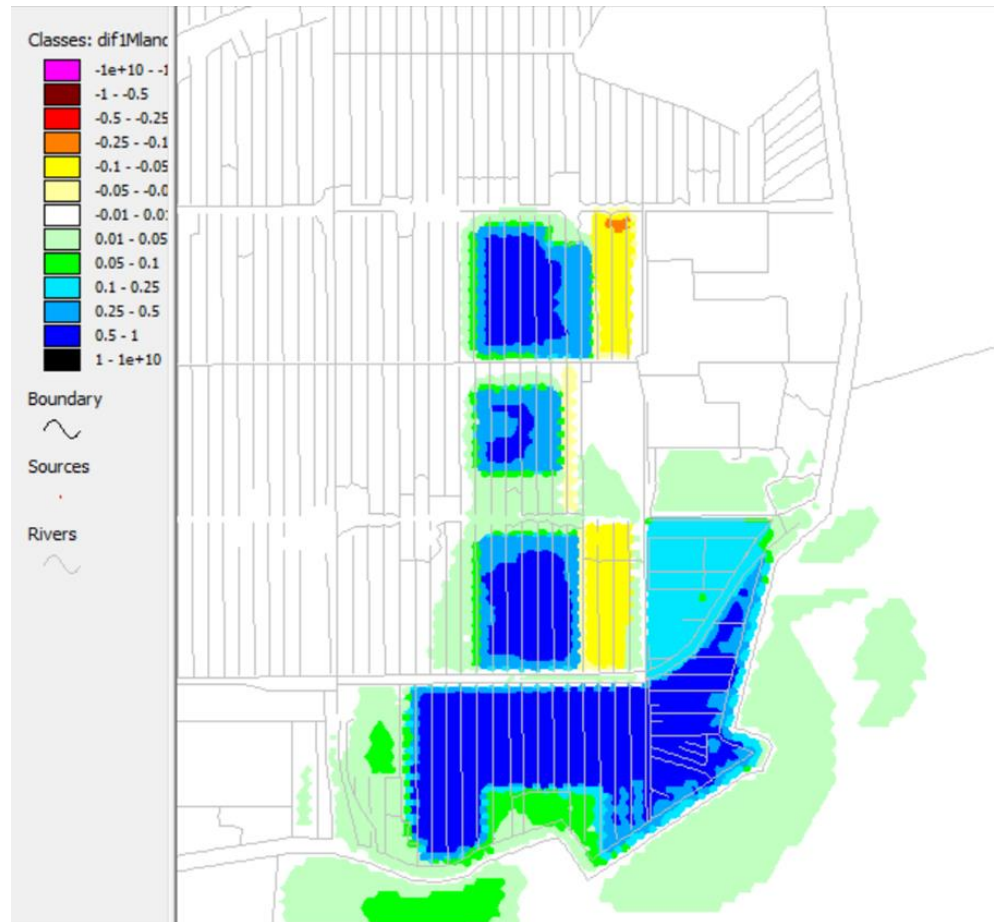 Classes: dif1Mlanc
-1e+10 - -1
-1 - -0.5
-0.5 - -0.25
-0.25 - -0.1
-0.1 - -0.05
-0.05 - -0.0
-0.01 - 0.01
0.01 - 0.05
0.05 - 0.1
0.1 - 0.25
0.25 - 0.5
0.5 - 1
1 - 1e+10
Boundary
Sources
Rivers